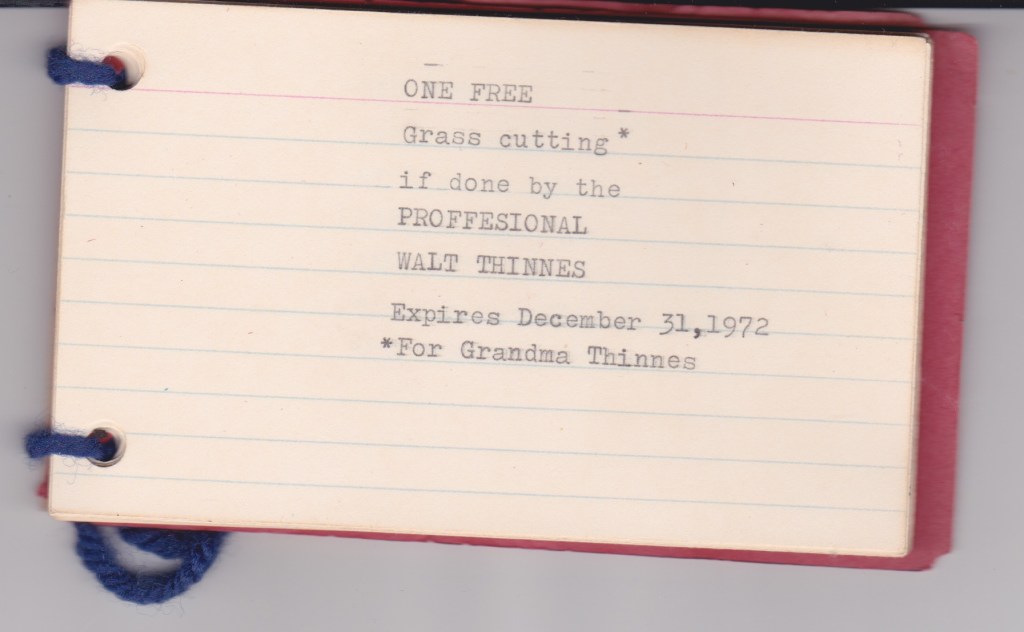 ONE FREE
Grass cutting*
if done by the
PROFFESIONAL
WALT THINNES
Expires December 31,1972
*For Grandma Thinnes